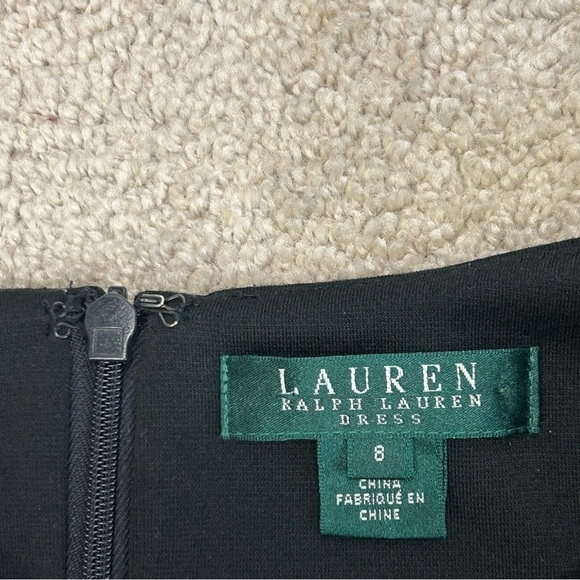 LAUREN
RALPH LAUREN
DRESS
8
CHINA
FABRIQUÉ EN
CHINE